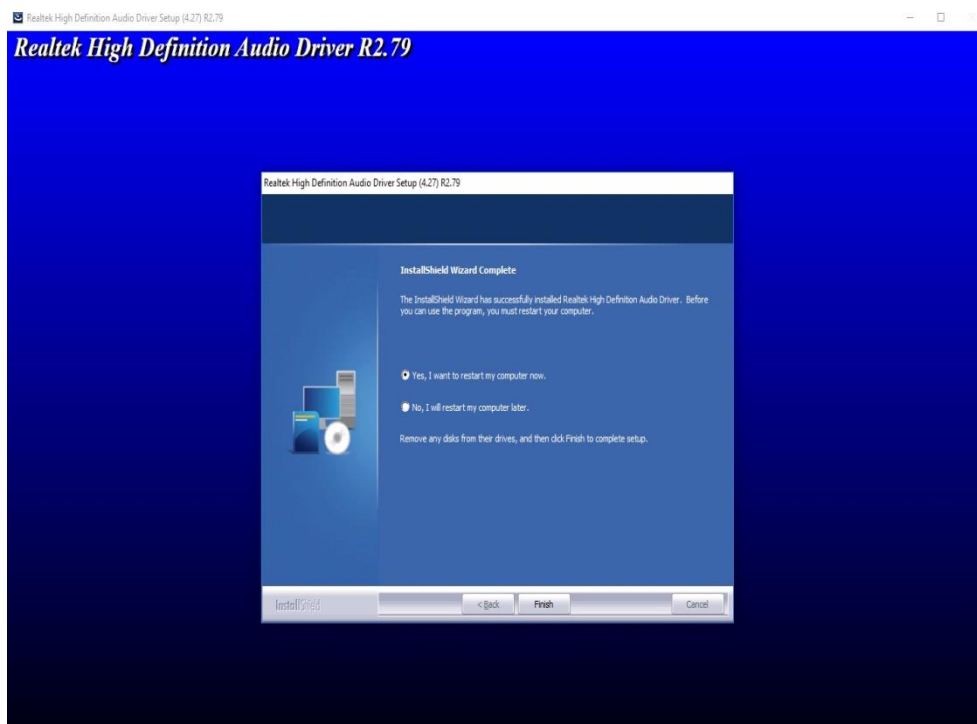 Realtek High Definition Audio Driver Setup (4.27) R2.79
Realtek High Definition Audio Driver R2.79
Realtek High Definition Audio Driver Setup (4.27) R2.79
InstallShield Wizard Complete
The InstallShield Wizard has successfully installed Realtek High Definition Audio Driver. Before
you can use the program, you must restart your computer.
Yes, I want to restart my computer now.
No, I will restart my computer later.
Remove any disks from their drives, and then click Finish to complete setup.
InstallShield
< Back
Finish
Cancel